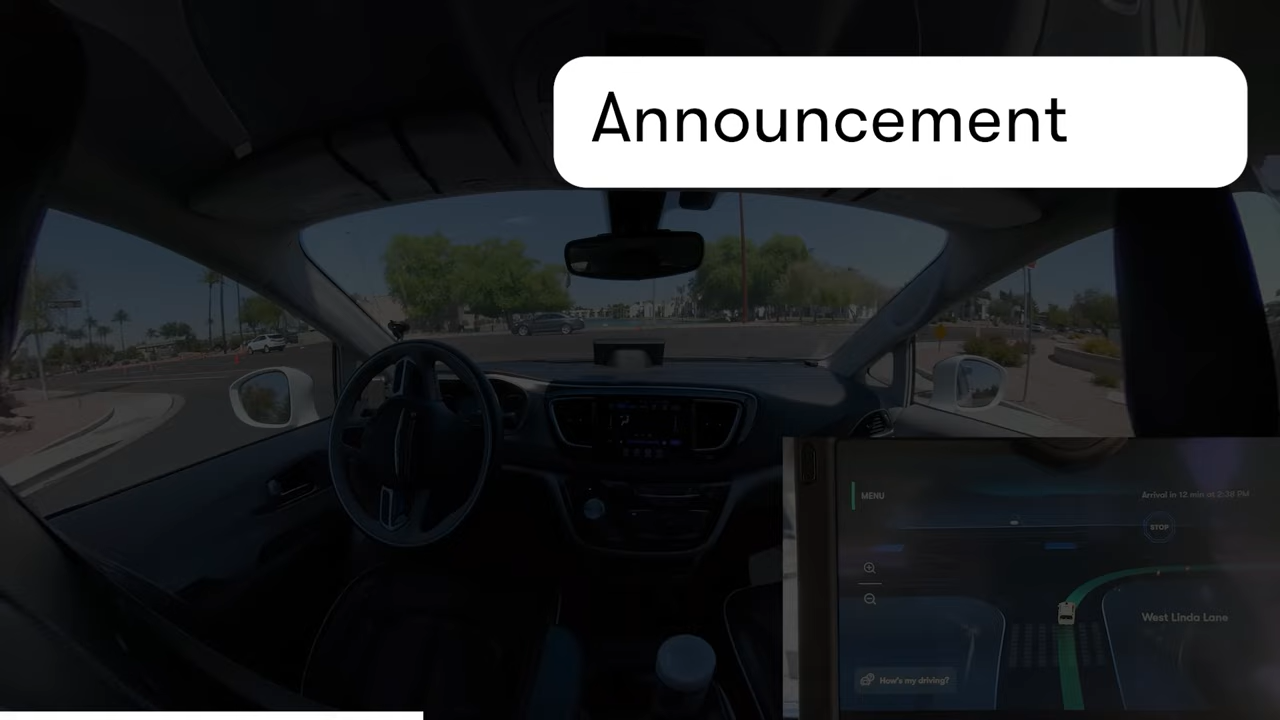 Announcement
MENU
Arrival in 12 min at 2:38 PM
STOP
West Linda Lane
How's my driving?